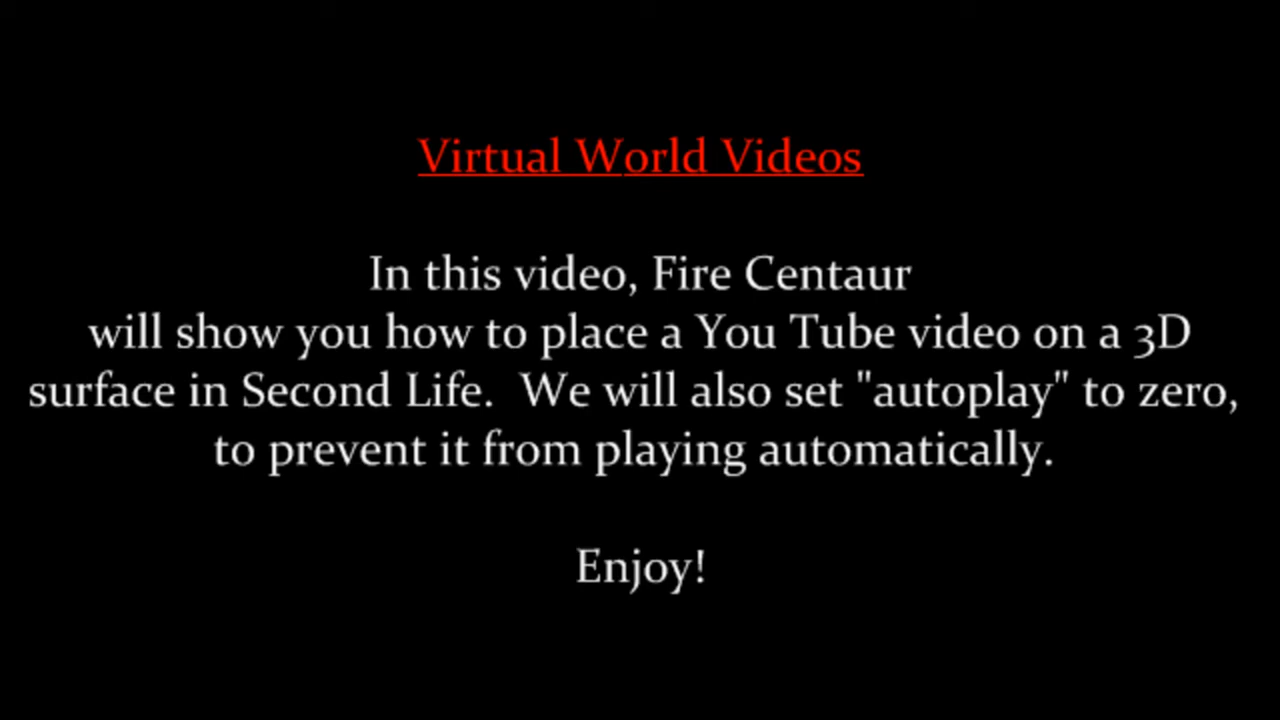 Virtual World Videos
In this video, Fire Centaur
will show you how to place a You Tube video on a 3D
surface in Second Life.  We will also set "autoplay" to zero,
to prevent it from playing automatically.
Enjoy!